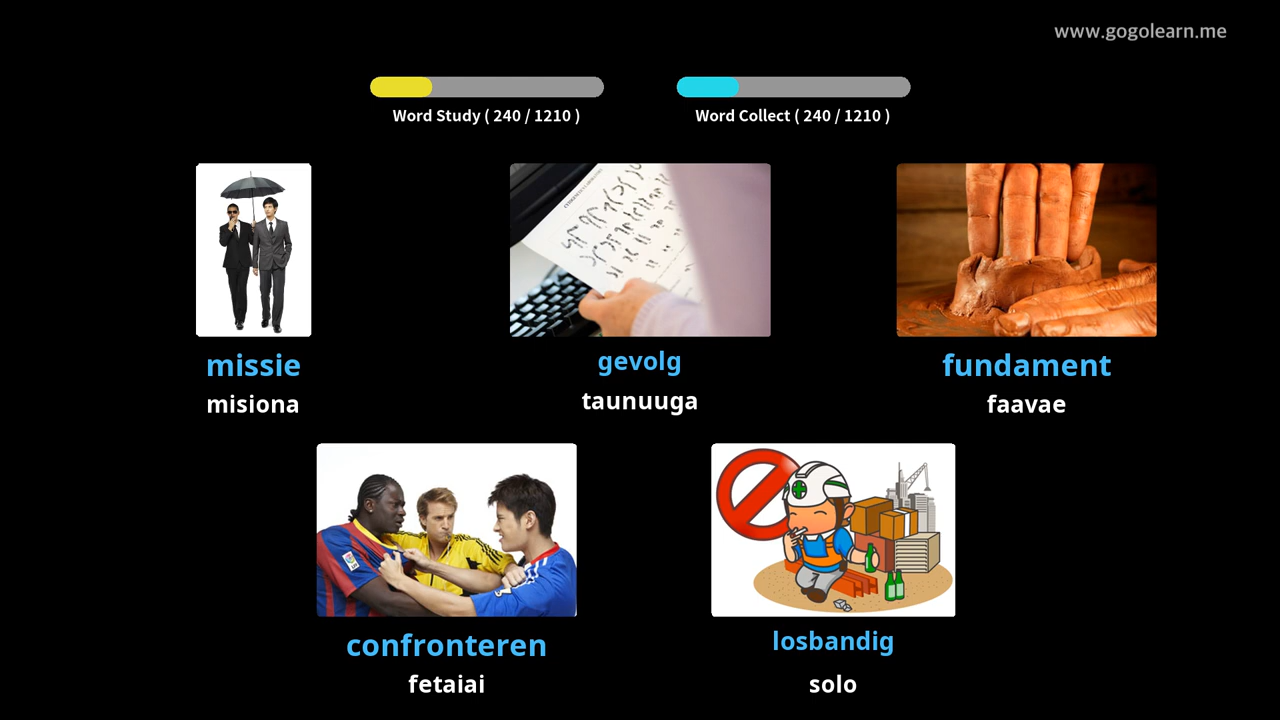 www.gogolearn.me
Word Study ( 240 / 1210 )
Word Collect ( 240 / 1210 )
missie
misiona
gevolg
taunuuga
fundament
faavae
confronteren
fetaiai
losbandig
solo